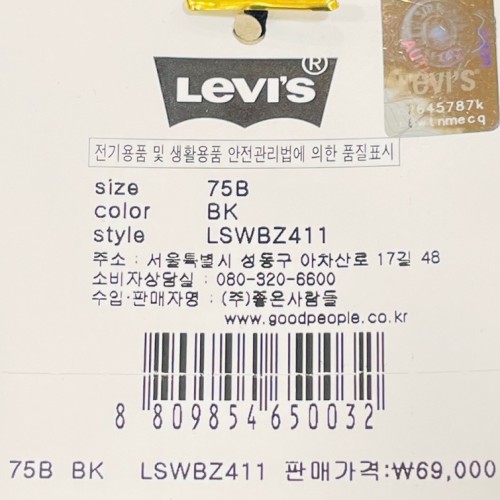 LEVI'S®
LEVI'S
전기용품 및 생활용품 안전관리법에 의한 품질표시
size 75B
color BK
style LSWBZ411
주소 : 서울특별시 성동구 아차산로 17길 48
소비자상담실 : 080-320-6600
수입·판매자명 : (주)좋은사람들
www.goodpeople.co.kr
8 809854 650032
75B BK LSWBZ411 판매가격:₩69,000